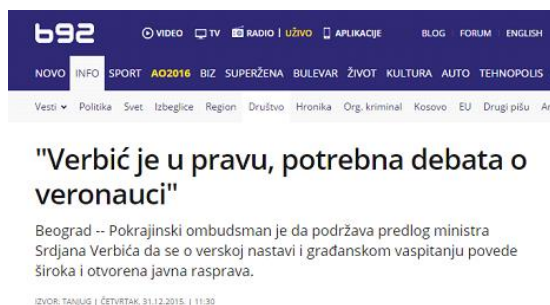 b92 VIDEO TV RADIO | UŽIVO APLIKACIJE BLOG FORUM ENGLISH
NOVO INFO SPORT AO2016 BIZ SUPERŽENA BULEVAR ŽIVOT KULTURA AUTO TEHNOPOLIS
Vesti Politika Svet Izbeglice Region Društvo Hronika Org. kriminal Kosovo EU Drugi pišu
"Verbić je u pravu, potrebna debata o
veronauci"
Beograd -- Pokrajinski ombudsman je da podržava predlog ministra
Srdjana Verbića da se o verskoj nastavi i građanskom vaspitanju povede
široka i otvorena javna rasprava.
IZVOR: TANJUG | ČETVRTAK, 31.12.2015. | 11:30